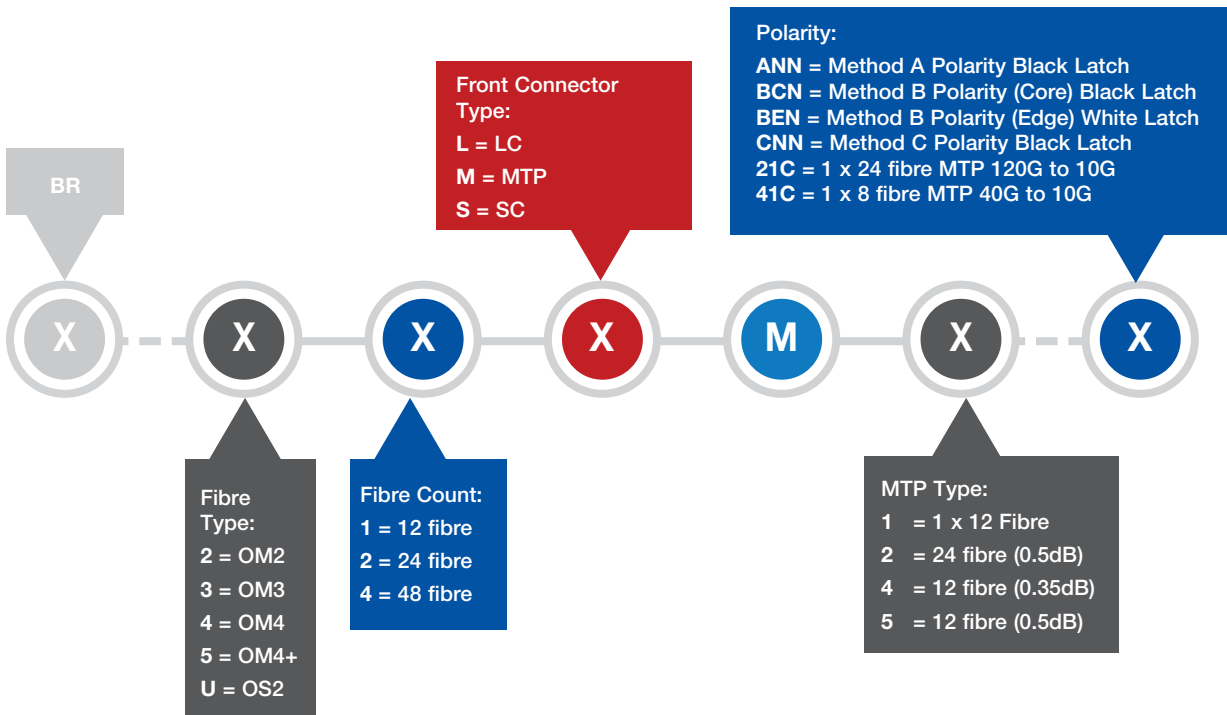 Polarity:
ANN = Method A Polarity Black Latch
BCN = Method B Polarity (Core) Black Latch
BEN = Method B Polarity (Edge) White Latch
CNN = Method C Polarity Black Latch
21C = 1 x 24 fibre MTP 120G to 10G
41C = 1 x 8 fibre MTP 40G to 10G
Front Connector
Type:
L = LC
M = MTP
S = SC
BR
X
X
X
X
M
X
X
Fibre
Type:
2 = OM2
3 = OM3
4 = OM4
5 = OM4+
U = OS2
Fibre Count:
1 = 12 fibre
2 = 24 fibre
4 = 48 fibre
MTP Type:
1 = 1 x 12 Fibre
2 = 24 fibre (0.5dB)
4 = 12 fibre (0.35dB)
5 = 12 fibre (0.5dB)